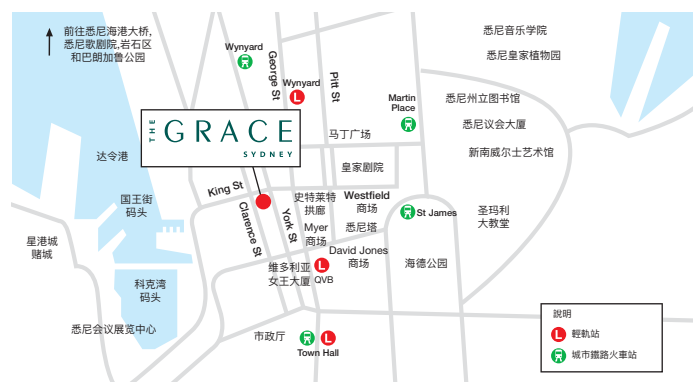 前往悉尼海港大桥,
悉尼歌剧院,岩石区
和巴朗加鲁公园
Wynyard
George St
Wynyard
L
Pitt St
Martin
Place
悉尼音乐学院
悉尼皇家植物园
悉尼州立图书馆
悉尼议会大厦
新南威尔士艺术馆
THE GRACE
SYDNEY
马丁广场
皇家剧院
达令港
King St
国王街
码头
Clarence St
York St
史特莱特
拱廊
Westfield
商场
Myer
商场
悉尼塔
St James
圣玛利
大教堂
星港城
赌城
David Jones
商场
海德公园
维多利亚
女王大厦
L
QVB
科克湾
码头
悉尼会议展览中心
市政厅
L
Town Hall
說明
L 輕軌站
城市鐵路火車站